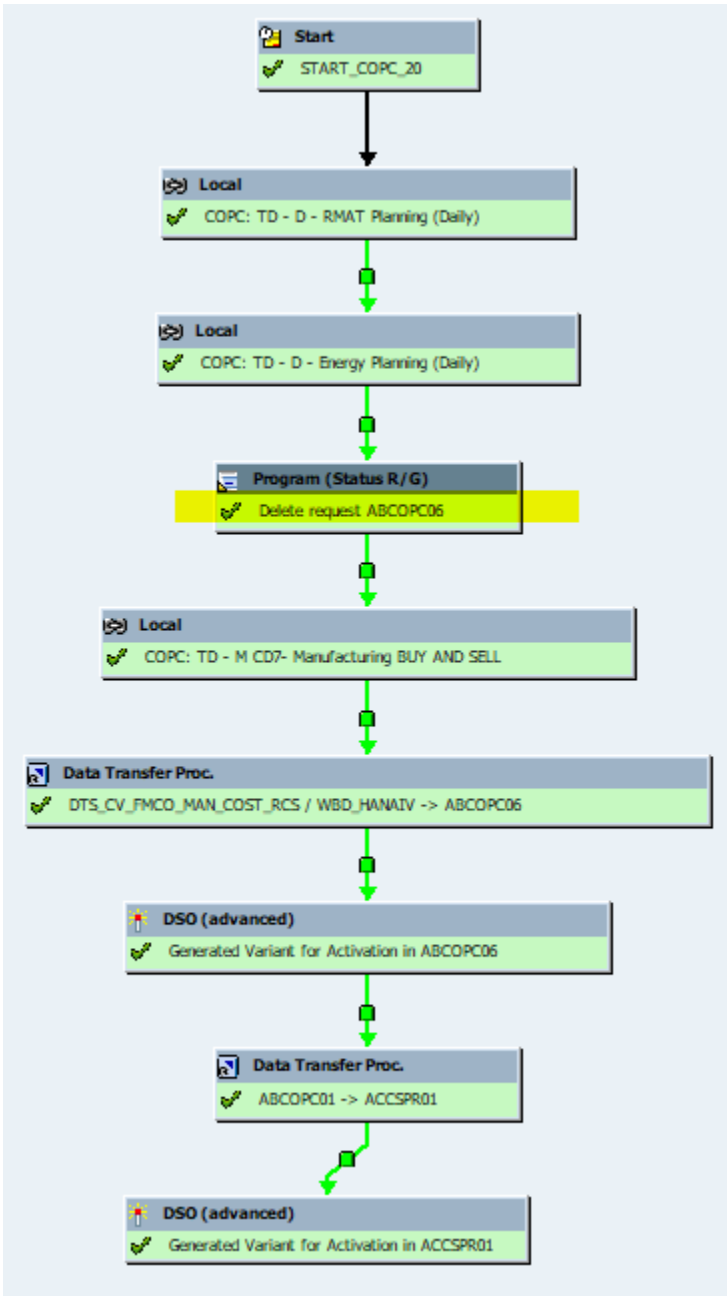 Start
START_COPC_20
Local
COPC: TD - D - RMAT Planning (Daily)
Local
COPC: TD - D - Energy Planning (Daily)
Program (Status R/G)
Delete request ABCOPC06
Local
COPC: TD - M CD7- Manufacturing BUY AND SELL
Data Transfer Proc.
DTS_CV_FMCO_MAN_COST_RCS / WBD_HANAIV -> ABCOPC06
DSO (advanced)
Generated Variant for Activation in ABCOPC06
Data Transfer Proc.
ABCOPC01 -> ACCSPR01
DSO (advanced)
Generated Variant for Activation in ACCSPR01